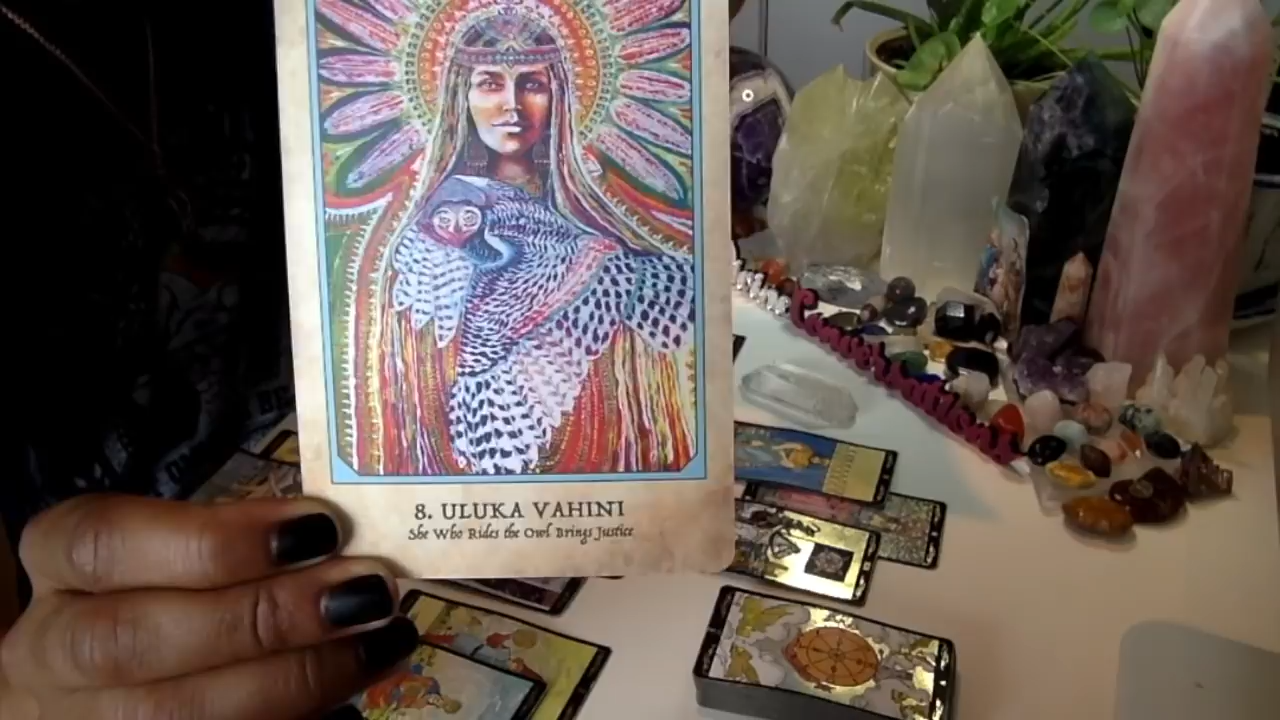 8. ULUKA VAHINI
She Who Rides the Owl Brings Justice
Conversations